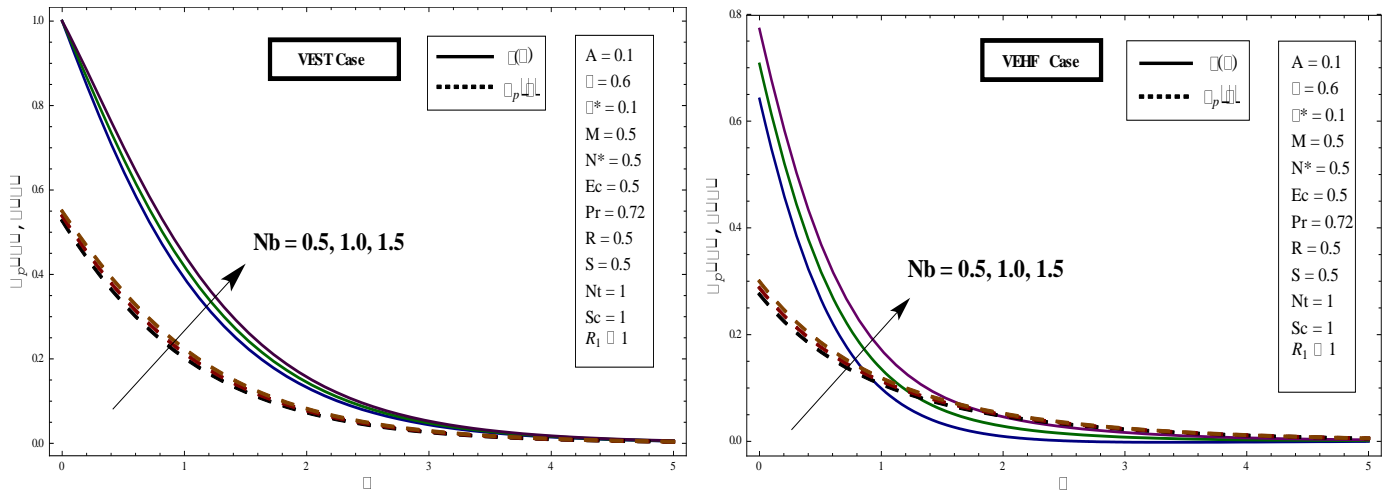 VEST Case
□(□)
□p(□)
A = 0.1
□ = 0.6
□* = 0.1
M = 0.5
N* = 0.5
Ec = 0.5
Pr = 0.72
R = 0.5
S = 0.5
Nt = 1
Sc = 1
R1 □ 1
Nb = 0.5, 1.0, 1.5
1.0
0.8
0.6
0.4
0.2
0.0
0 1 2 3 4 5
□
VEHF Case
□(□)
A = 0.1
□ = 0.6
□* = 0.1
M = 0.5
N* = 0.5
Ec = 0.5
Pr = 0.72
R = 0.5
S = 0.5
Nt = 1
Sc = 1
R1 □ 1
Nb = 0.5, 1.0, 1.5
0.8
0.6
0.4
0.2
0.0
0 1 2 3 4 5
□